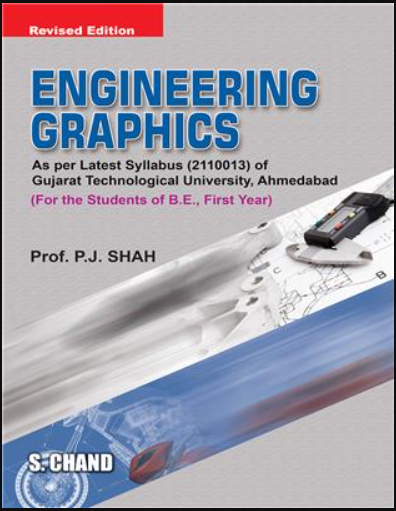 Revised Edition
ENGINEERING
GRAPHICS
As per Latest Syllabus (2110013) of
Gujarat Technological University, Ahmedabad
(For the Students of B.E., First Year)
Prof. P.J. SHAH
C
B
S. CHAND